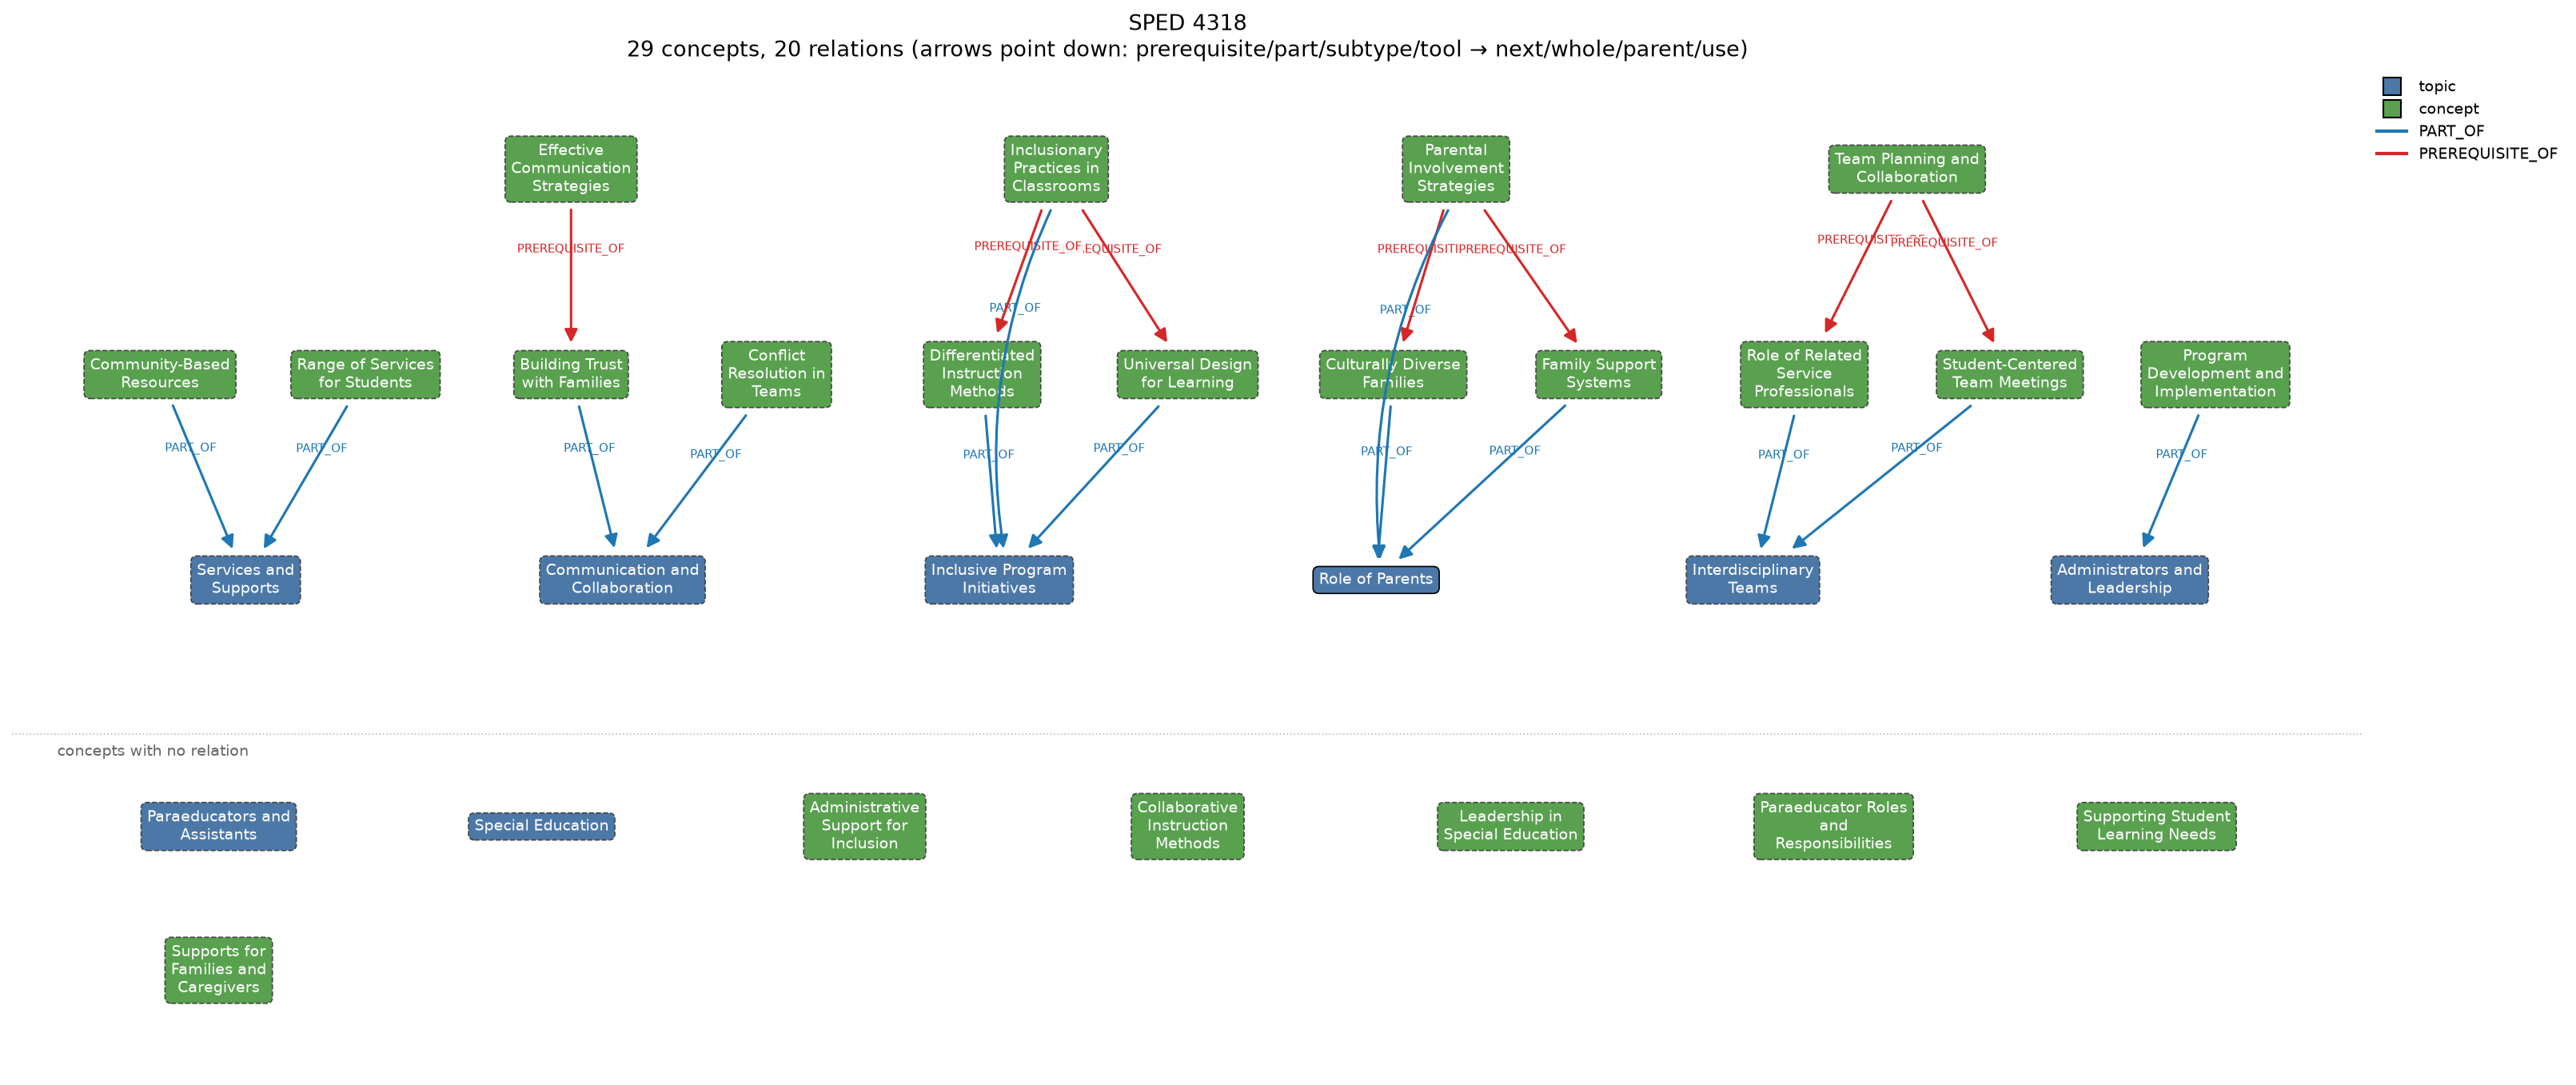 SPED 4318
29 concepts, 20 relations (arrows point down: prerequisite/part/subtype/tool → next/whole/parent/use)
topic
concept
PART_OF
PREREQUISITE_OF
Effective
Communication
Strategies
Inclusionary
Practices in
Classrooms
Parental
Involvement
Strategies
Team Planning and
Collaboration
PREREQUISITE_OF
PREREQUISITE_OF
PREREQUISITE_OF
PREREQUISITE_OF
PART_OF
PART_OF
Community-Based
Resources
Range of Services
for Students
Building Trust
with Families
Conflict
Resolution in
Teams
Differentiated
Instruction
Methods
Universal Design
for Learning
Culturally Diverse
Families
Family Support
Systems
Role of Related
Service
Professionals
Student-Centered
Team Meetings
Program
Development and
Implementation
PART_OF
PART_OF
PART_OF
PART_OF
PART_OF
PART_OF
PART_OF
PART_OF
PART_OF
PART_OF
PART_OF
Services and
Supports
Communication and
Collaboration
Inclusive Program
Initiatives
Role of Parents
Interdisciplinary
Teams
Administrators and
Leadership
concepts with no relation
Paraeducators and
Assistants
Special Education
Administrative
Support for
Inclusion
Collaborative
Instruction
Methods
Leadership in
Special Education
Paraeducator Roles
and
Responsibilities
Supporting Student
Learning Needs
Supports for
Families and
Caregivers